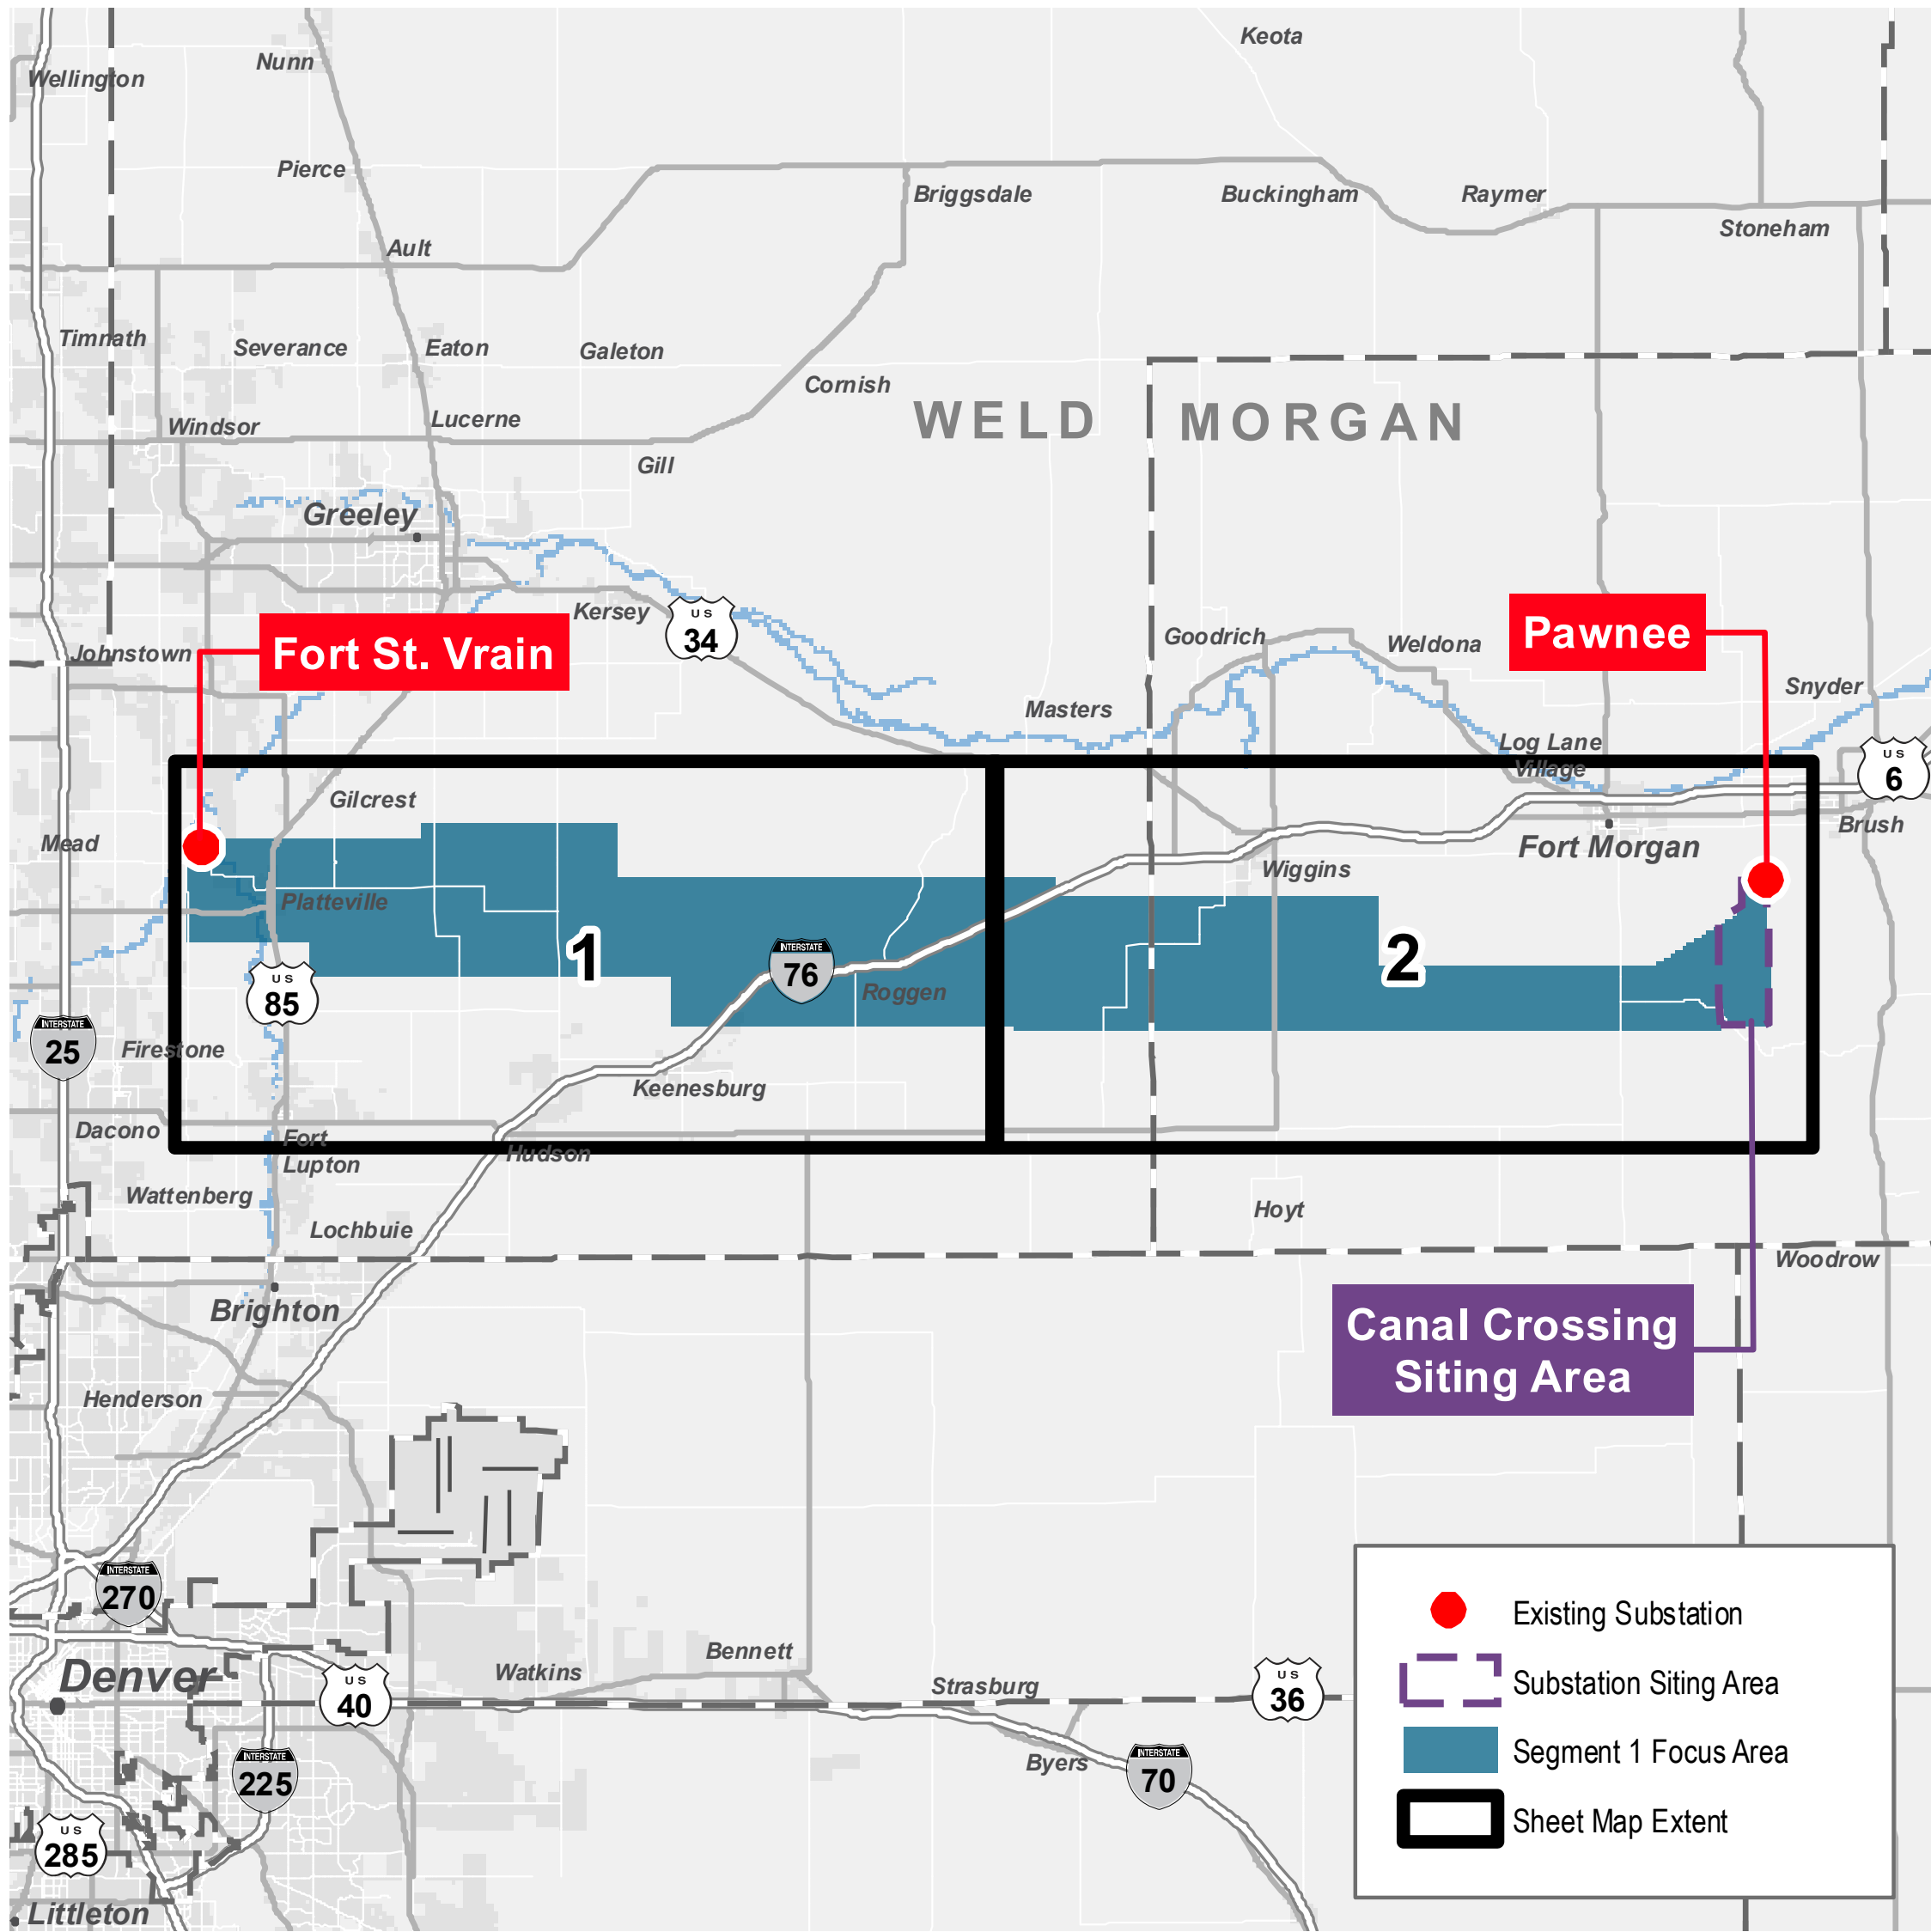 Keota
Nunn
Wellington
Pierce
Briggsdale
Buckingham
Raymer
Stoneham
Ault
Timnath
Severance
Eaton
Galeton
Cornish
WELD
MORGAN
Windsor
Lucerne
Gill
Greeley
Kersey
US
34
Goodrich
Weldona
Pawnee
Fort St. Vrain
Johnstown
Snyder
Masters
Log Lane
Village
US
6
Gilcrest
Mead
Fort Morgan
Brush
Wiggins
Platteville
1
2
INTERSTATE
76
Roggen
US
85
INTERSTATE
25
Firestone
Keenesburg
Dacono
Fort
Lupton
Hudson
Wattenberg
Lochbuie
Hoyt
Woodrow
Brighton
Canal Crossing
Siting Area
Henderson
INTERSTATE
270
Denver
US
40
Watkins
Bennett
Strasburg
US
36
Byers
INTERSTATE
70
INTERSTATE
225
US
285
Littleton
Existing Substation
Substation Siting Area
Segment 1 Focus Area
Sheet Map Extent